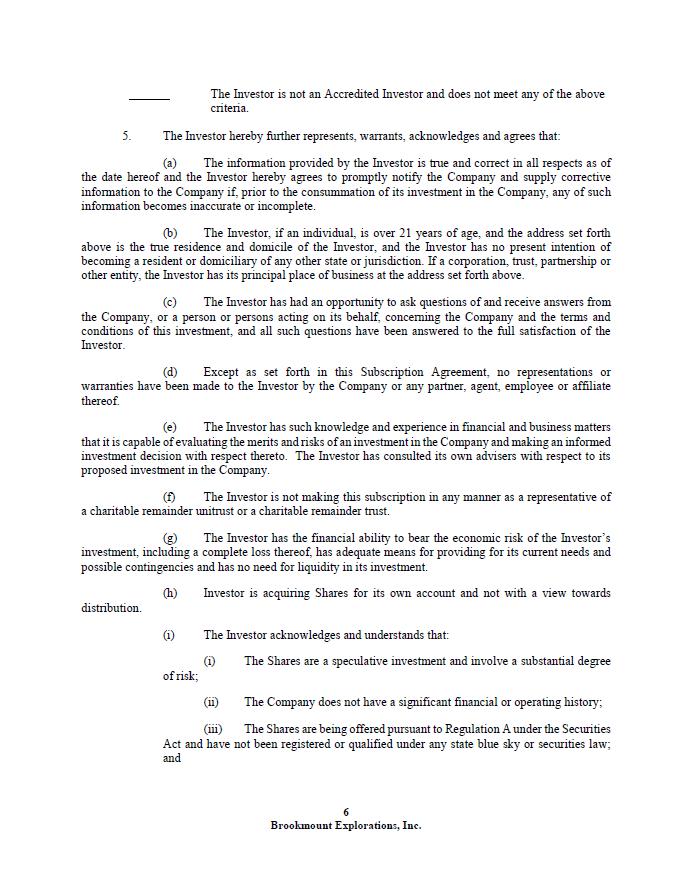 ______ The Investor is not an Accredited Investor and does not meet any of the above
criteria.
5. The Investor hereby further represents, warrants, acknowledges and agrees that:
(a) The information provided by the Investor is true and correct in all respects as of
the date hereof and the Investor hereby agrees to promptly notify the Company and supply corrective
information to the Company if, prior to the consummation of its investment in the Company, any of such
information becomes inaccurate or incomplete.
(b) The Investor, if an individual, is over 21 years of age, and the address set forth
above is the true residence and domicile of the Investor, and the Investor has no present intention of
becoming a resident or domiciliary of any other state or jurisdiction. If a corporation, trust, partnership or
other entity, the Investor has its principal place of business at the address set forth above.
(c) The Investor has had an opportunity to ask questions of and receive answers from
the Company, or a person or persons acting on its behalf, concerning the Company and the terms and
conditions of this investment, and all such questions have been answered to the full satisfaction of the
Investor.
(d) Except as set forth in this Subscription Agreement, no representations or
warranties have been made to the Investor by the Company or any partner, agent, employee or affiliate
thereof.
(e) The Investor has such knowledge and experience in financial and business matters
that it is capable of evaluating the merits and risks of an investment in the Company and making an informed
investment decision with respect thereto. The Investor has consulted its own advisers with respect to its
proposed investment in the Company.
(f) The Investor is not making this subscription in any manner as a representative of
a charitable remainder unitrust or a charitable remainder trust.
(g) The Investor has the financial ability to bear the economic risk of the Investor’s
investment, including a complete loss thereof, has adequate means for providing for its current needs and
possible contingencies and has no need for liquidity in its investment.
(h) Investor is acquiring Shares for its own account and not with a view towards
distribution.
(i) The Investor acknowledges and understands that:
(i) The Shares are a speculative investment and involve a substantial degree
of risk;
(ii) The Company does not have a significant financial or operating history;
(iii) The Shares are being offered pursuant to Regulation A under the Securities
Act and have not been registered or qualified under any state blue sky or securities law;
and
6
Brookmount Explorations, Inc.